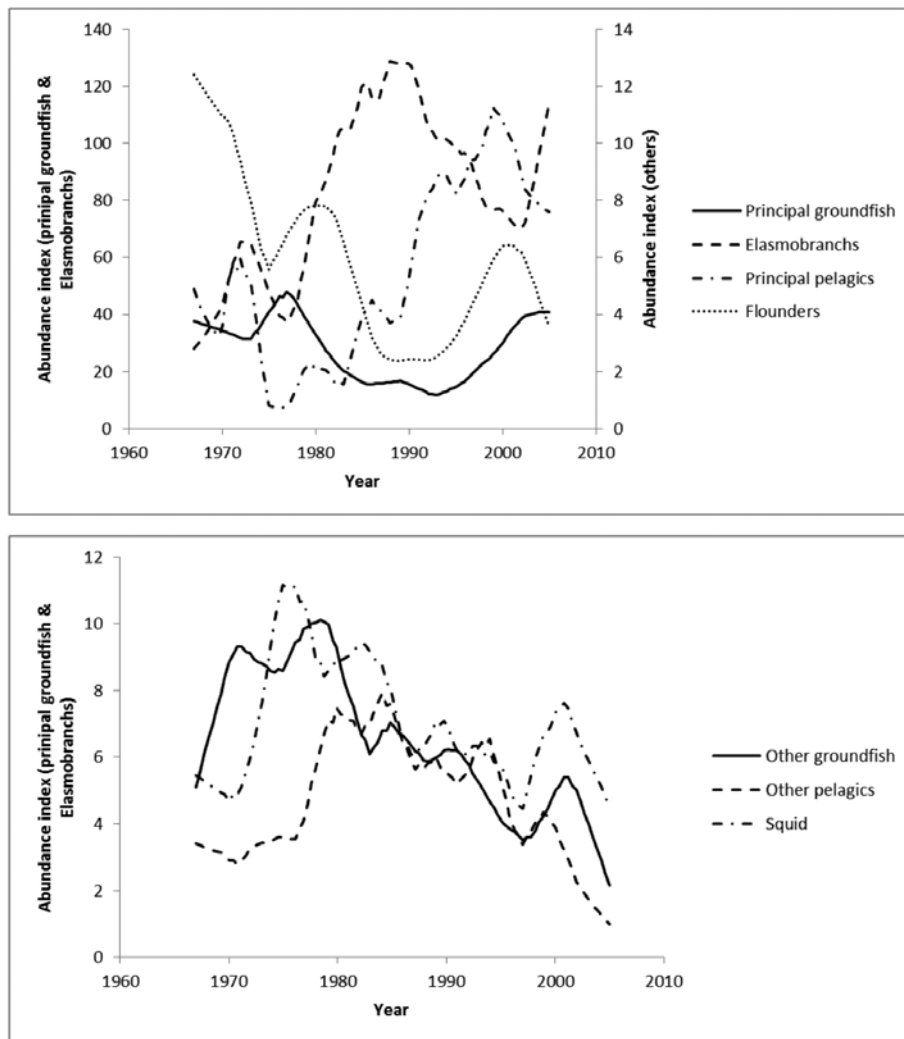 Abundance index (prinipal groundfish &
Elasmobranchs)
140
120
100
80
60
40
20
0
14
12
10
8
6
4
2
0
Abundance index (others)
1960
1970
1980
1990
2000
2010
Year
Principal groundfish
Elasmobranchs
Principal pelagics
Flounders
Abundance index (prinipal groundfish &
Elasmobranchs)
12
10
8
6
4
2
0
1960
1970
1980
1990
2000
2010
Year
Other groundfish
Other pelagics
Squid